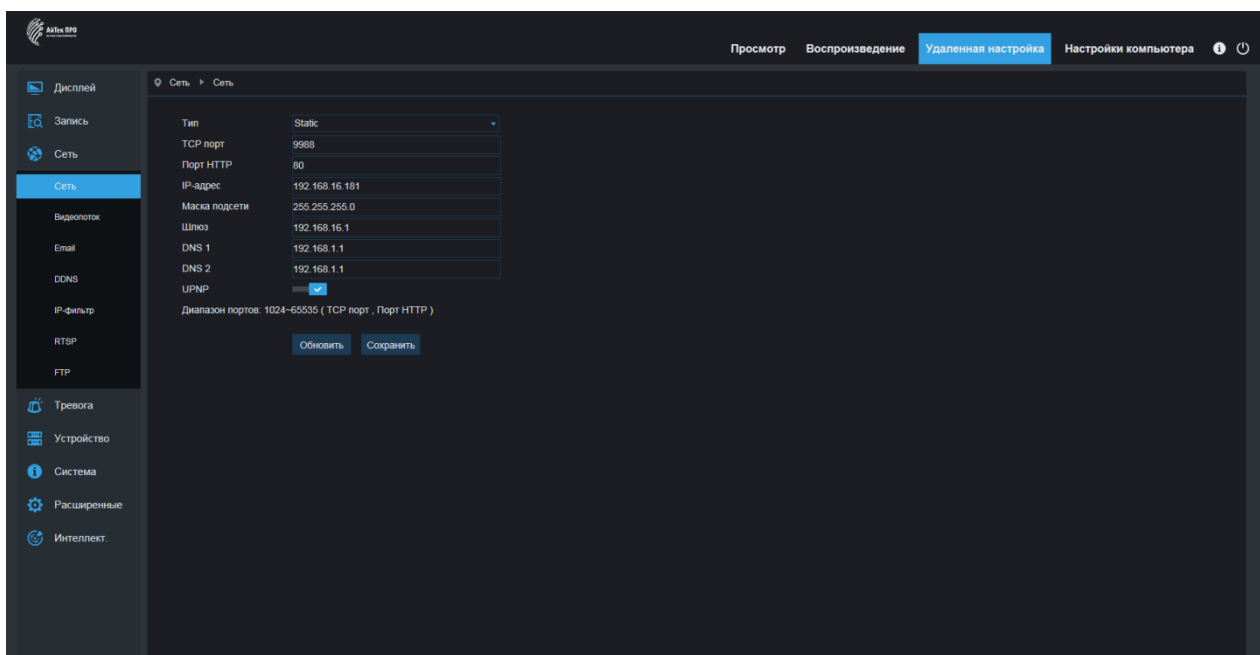 АйТек ПРО
Просмотр Воспроизведение Удаленная настройка Настройки компьютера
Дисплей
Сеть Сеть
Запись
Сеть
Сеть
Видеопоток
Email
DDNS
IP-фильтр
RTSP
FTP
Тревога
Устройство
Система
Расширенные
Интеллект.
Тип Static
TCP порт 9988
Порт HTTP 80
IP-адрес 192.168.16.181
Маска подсети 255.255.255.0
Шлюз 192.168.16.1
DNS 1 192.168.1.1
DNS 2 192.168.1.1
UPNP
Диапазон портов: 1024~65535 ( TCP порт , Порт HTTP )
Обновить Сохранить